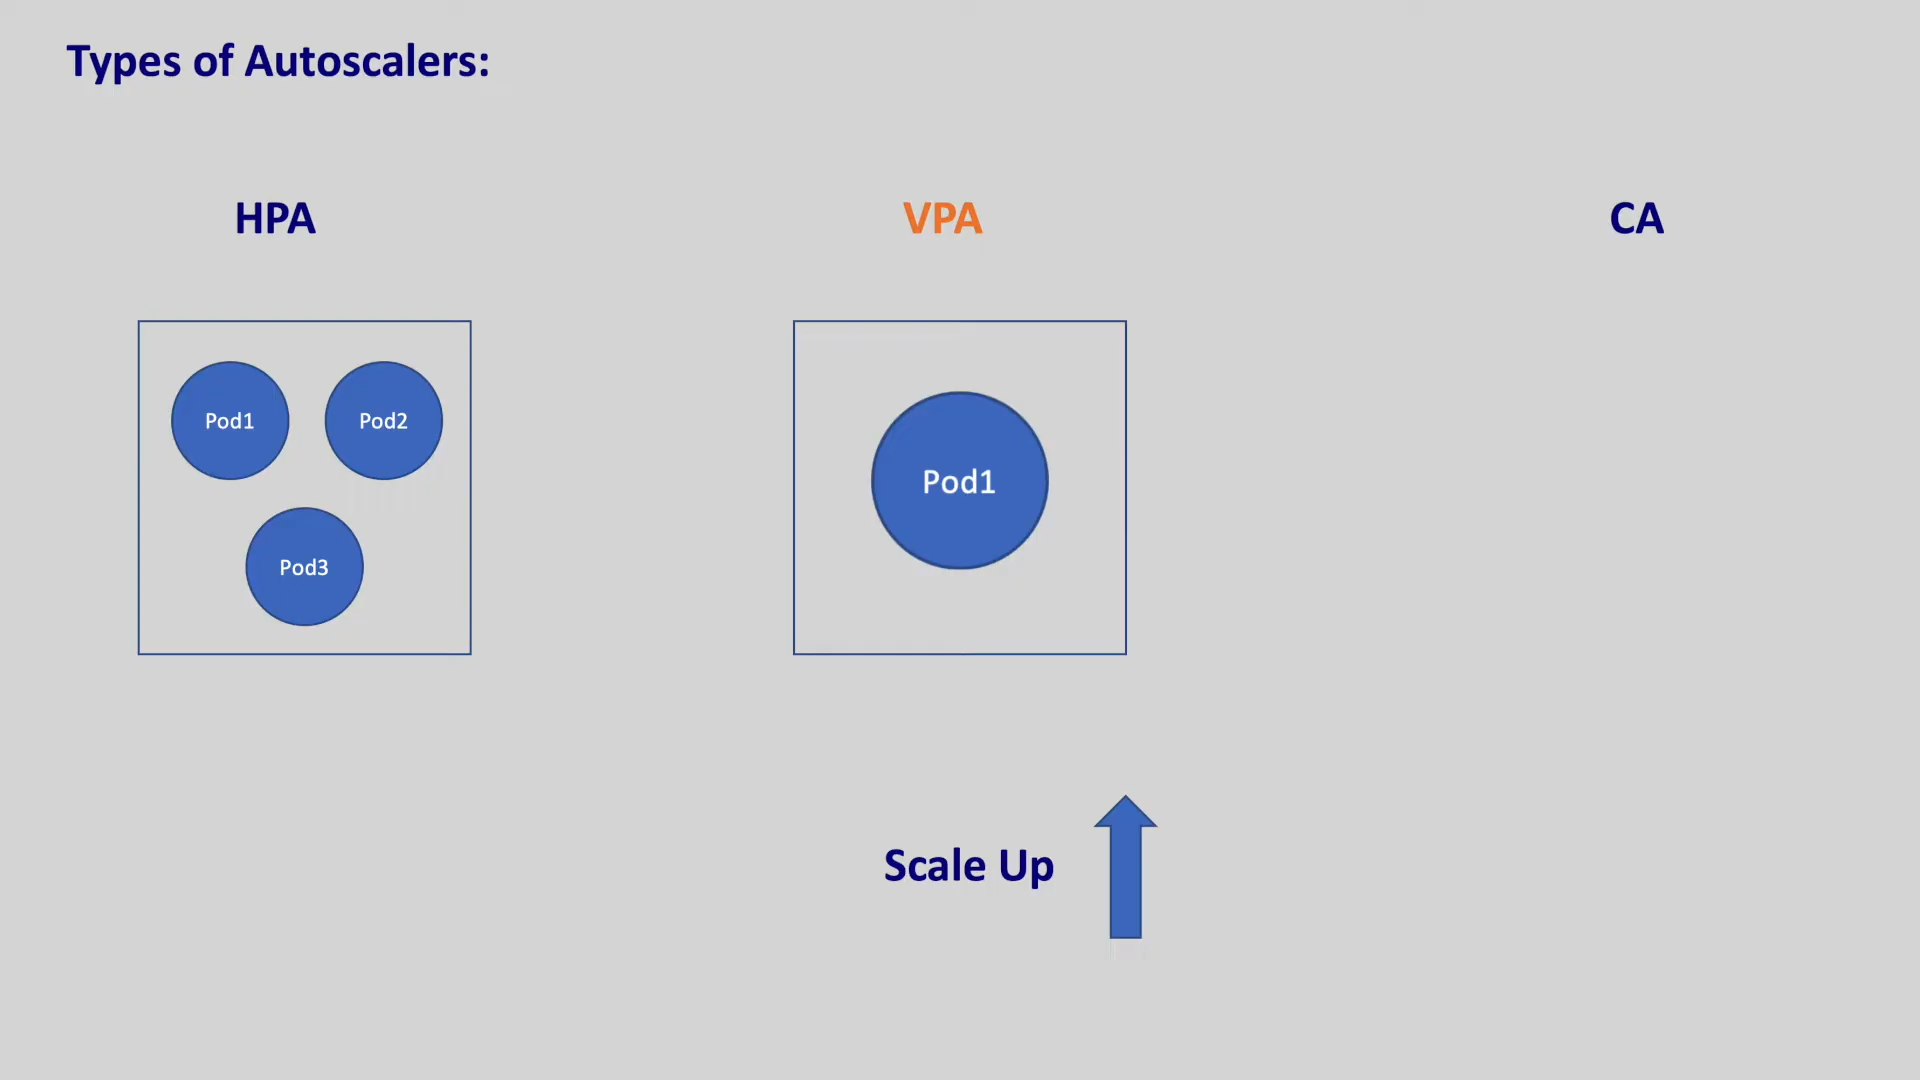 Types of Autoscalers:
HPA
VPA
CA
Pod1
Pod2
Pod3
Pod1
Scale Up